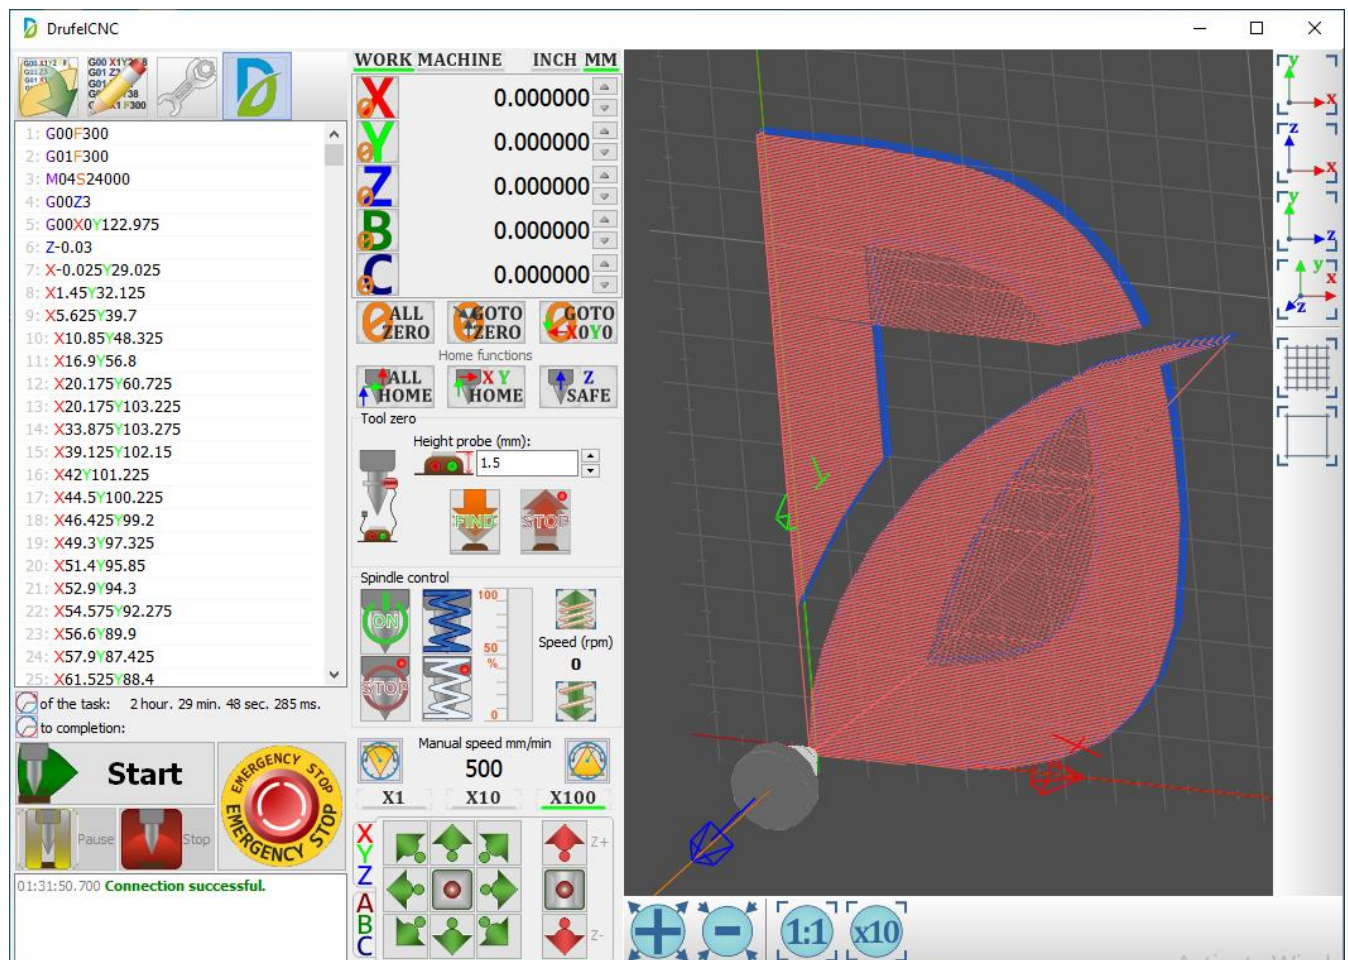 DrufelCNC
WORK MACHINE INCH MM
X 0.000000
Y 0.000000
Z 0.000000
B 0.000000
C 0.000000
1: G00F300
2: G01F300
3: M04S24000
4: G00Z3
5: G00X0Y122.975
6: Z-0.03
7: X-0.025Y29.025
8: X1.45Y32.125
9: X5.625Y39.7
10: X10.85Y48.325
11: X16.9Y56.8
12: X20.175Y60.725
13: X20.175Y103.225
14: X33.875Y103.275
15: X39.125Y102.15
16: X42Y101.225
17: X44.5Y100.225
18: X46.425Y99.2
19: X49.3Y97.325
20: X51.4Y95.85
21: X52.9Y94.3
22: X54.575Y92.275
23: X56.6Y89.9
24: X57.9Y87.425
25: X61.525Y88.4
of the task: 2 hour. 29 min. 48 sec. 285 ms.
to completion:
Start
Pause
Stop
EMERGENCY STOP
EMERGENCY STOP
01:31:50.700 Connection successful.
ALL ZERO
GOTO ZERO
GOTO X0Y0
Home functions
ALL HOME
X Y HOME
Z SAFE
Tool zero
Height probe (mm):
1.5
FIND
STOP
Spindle control
ON
STOP
100
50
%
0
Speed (rpm)
0
Manual speed mm/min
500
X1 X10 X100
X
Y
Z
A
B
C
Z+
Z-
y x
z x
y z
y x z
1:1
x10